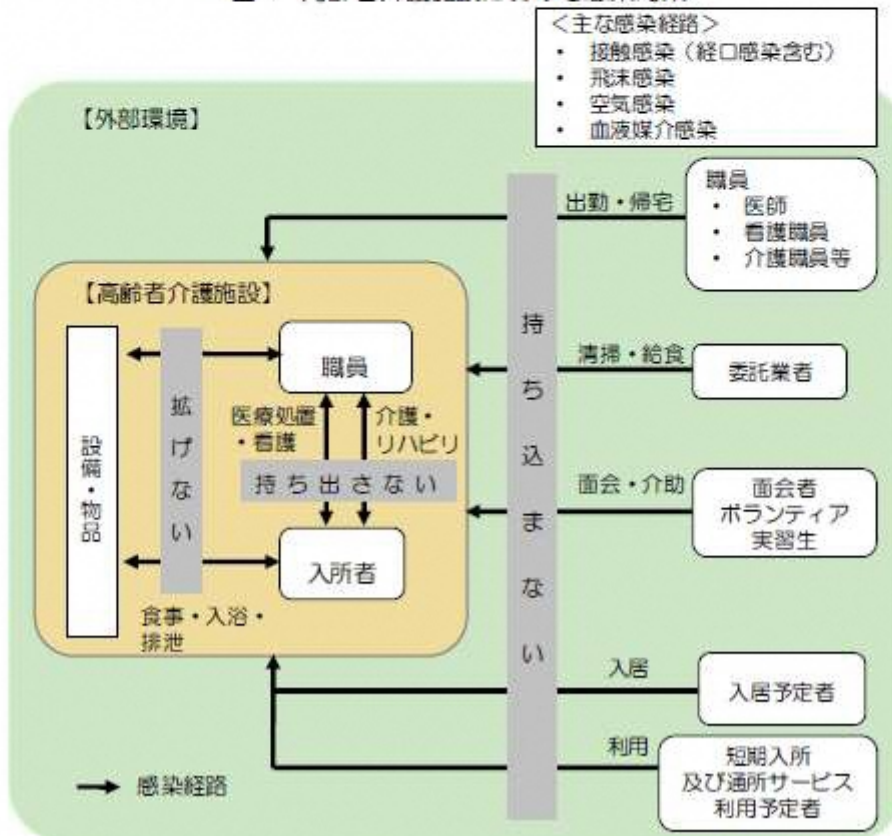 ＜主な感染経路＞
・ 接触感染（経口感染含む）
・ 飛沫感染
・ 空気感染
・ 血液媒介感染
【外部環境】
職員
・ 医師
・ 看護職員
・ 介護職員等
出勤・帰宅
【高齢者介護施設】
持ち込まない
職員
清掃・給食
委託業者
拡げない
医療処置
・看護
介護・
リハビリ
設備・物品
持ち出さない
面会・介助
面会者
ボランティア
実習生
入所者
食事・入浴・
排泄
入居
入居予定者
利用
短期入所
及び通所サービス
利用予定者
感染経路